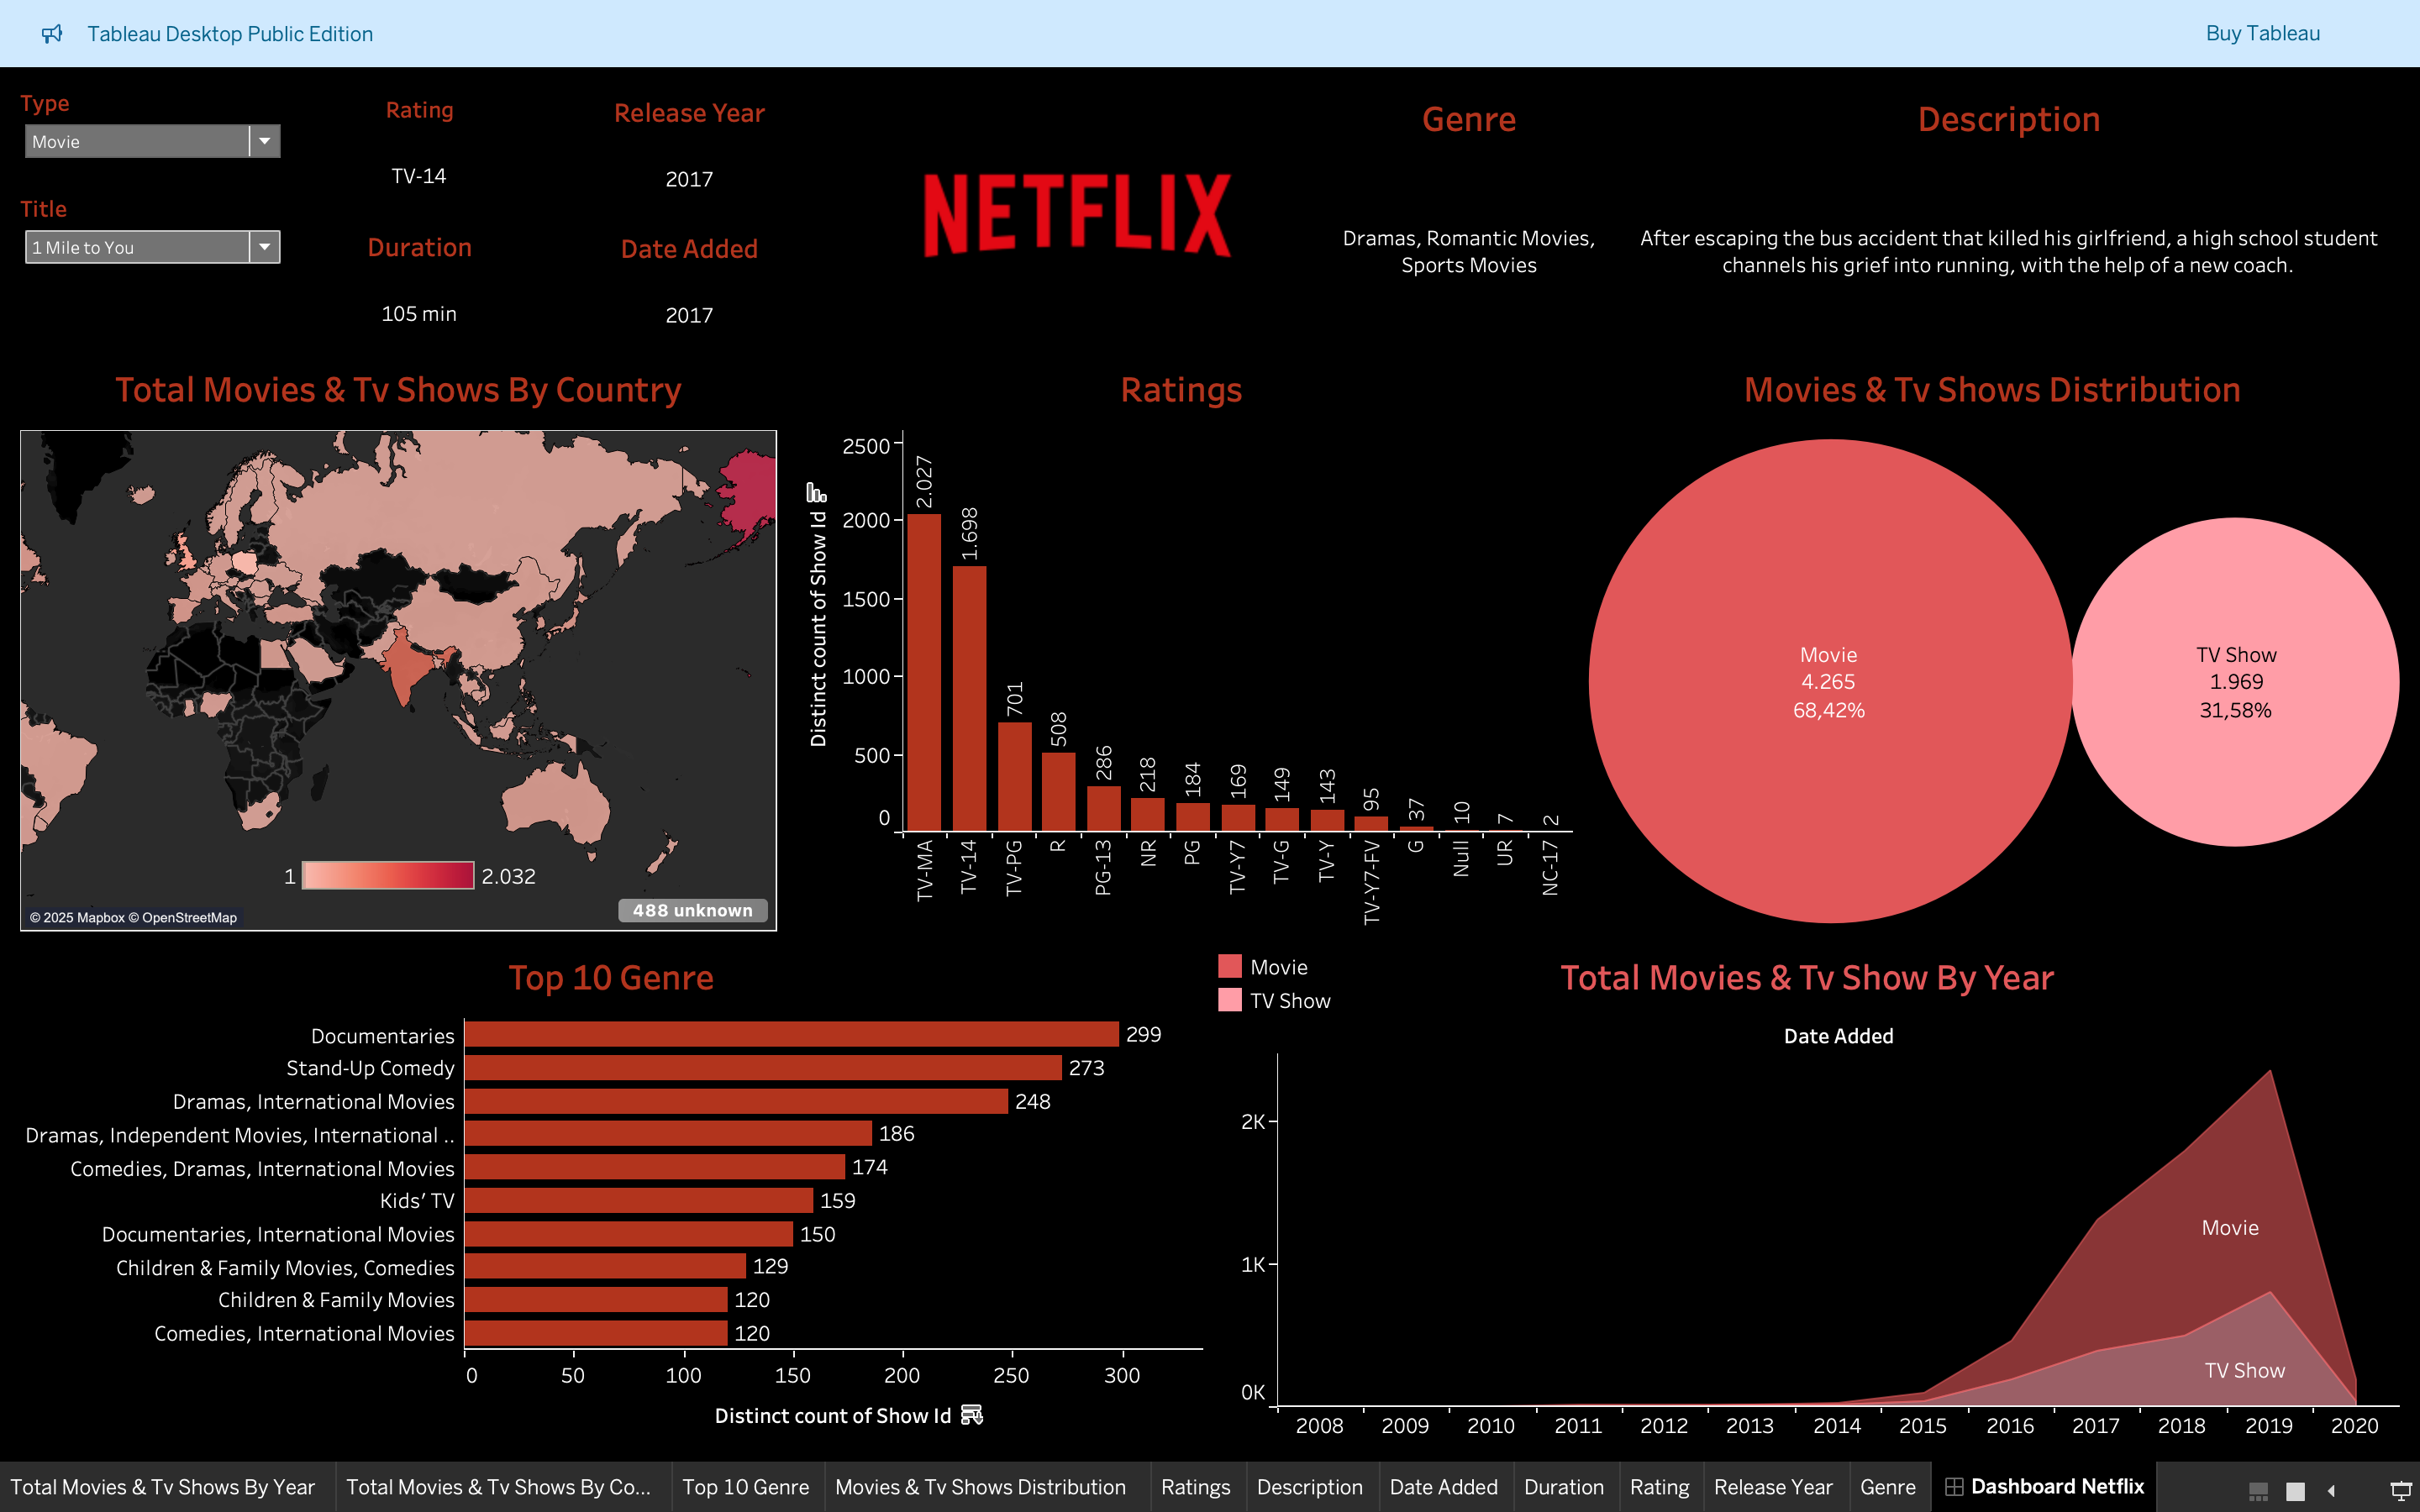 Tableau Desktop Public Edition
Buy Tableau
Type
Movie
Title
1 Mile to You
Rating
TV-14
Duration
105 min
Release Year
2017
Date Added
2017
NETFLIX
Genre
Dramas, Romantic Movies,
Sports Movies
Description
After escaping the bus accident that killed his girlfriend, a high school student
channels his grief into running, with the help of a new coach.
Total Movies & Tv Shows By Country
1
2.032
© 2025 Mapbox © OpenStreetMap
488 unknown
Ratings
Distinct count of Show Id
2500
2000
1500
1000
500
0
2.027
1.698
701
508
286
218
184
169
149
143
95
37
10
7
2
TV-MA
TV-14
TV-PG
R
PG-13
NR
PG
TV-Y7
TV-G
TV-Y
TV-Y7-FV
G
Null
UR
NC-17
Movies & Tv Shows Distribution
Movie
4.265
68,42%
TV Show
1.969
31,58%
Top 10 Genre
Documentaries 299
Stand-Up Comedy 273
Dramas, International Movies 248
Dramas, Independent Movies, International .. 186
Comedies, Dramas, International Movies 174
Kids' TV 159
Documentaries, International Movies 150
Children & Family Movies, Comedies 129
Children & Family Movies 120
Comedies, International Movies 120
0 50 100 150 200 250 300
Distinct count of Show Id
Movie
TV Show
Total Movies & Tv Show By Year
Date Added
2K
1K
0K
Movie
TV Show
2008 2009 2010 2011 2012 2013 2014 2015 2016 2017 2018 2019 2020
Total Movies & Tv Shows By Year
Total Movies & Tv Shows By Co...
Top 10 Genre
Movies & Tv Shows Distribution
Ratings
Description
Date Added
Duration
Rating
Release Year
Genre
Dashboard Netflix